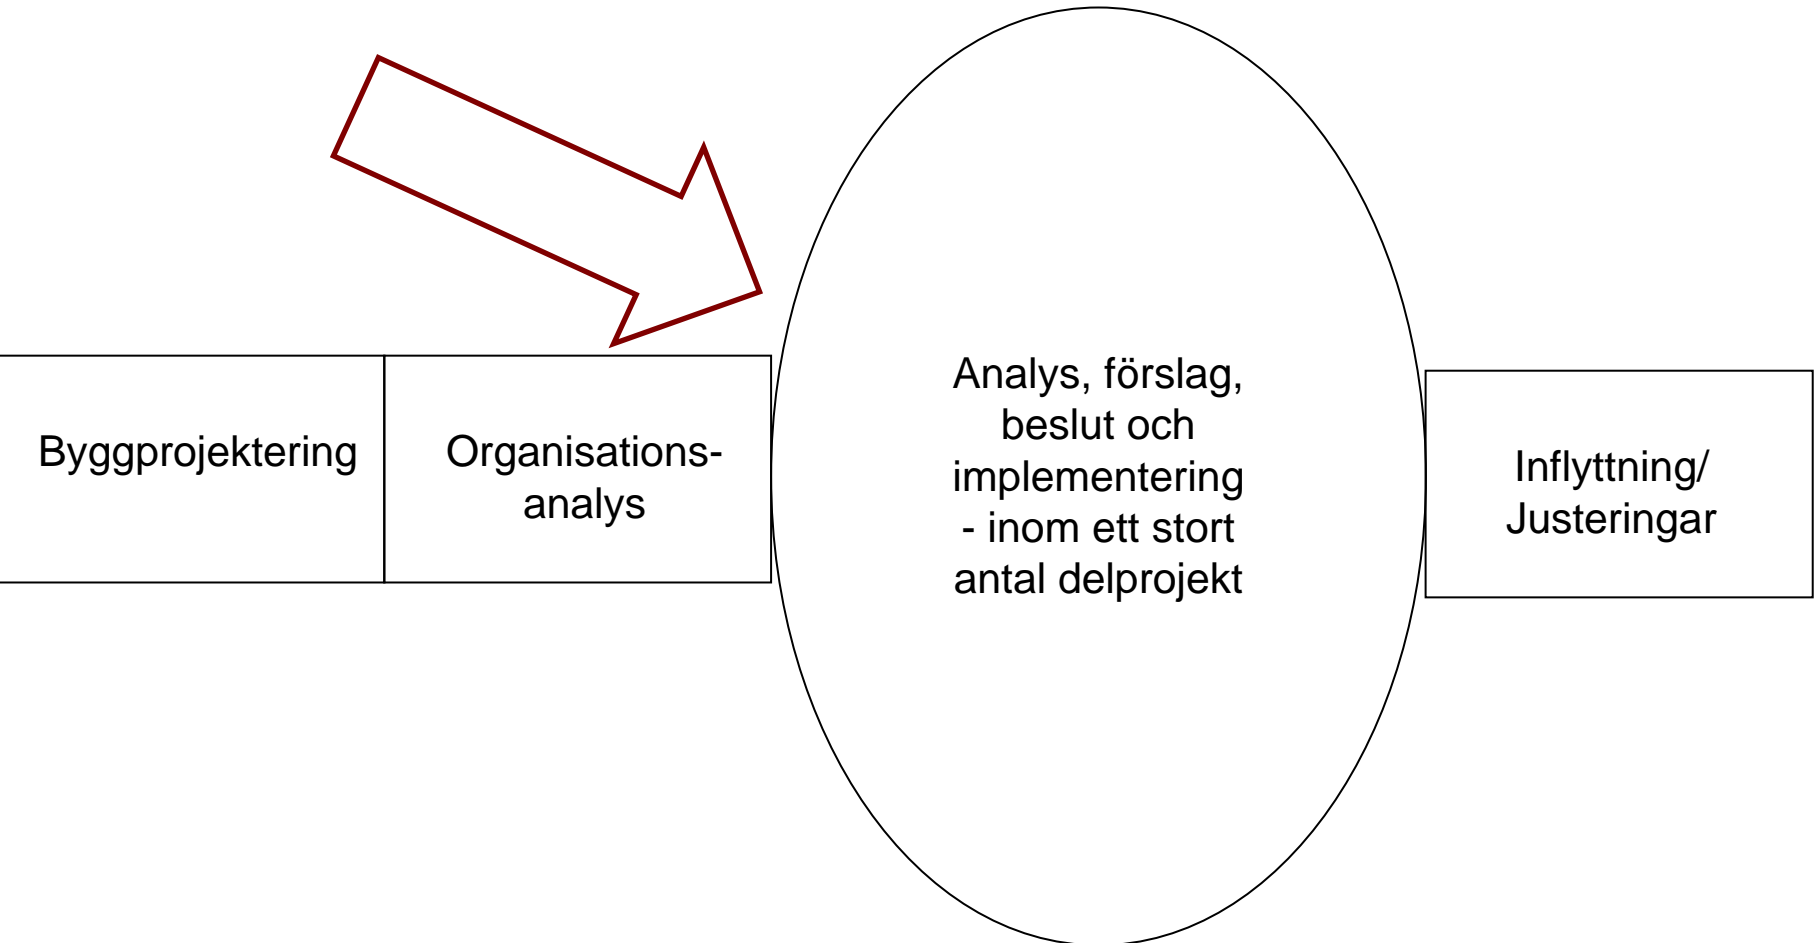 Byggprojektering
Organisations-
analys
Analys, förslag,
beslut och
implementering
- inom ett stort
antal delprojekt
Inflyttning/
Justeringar